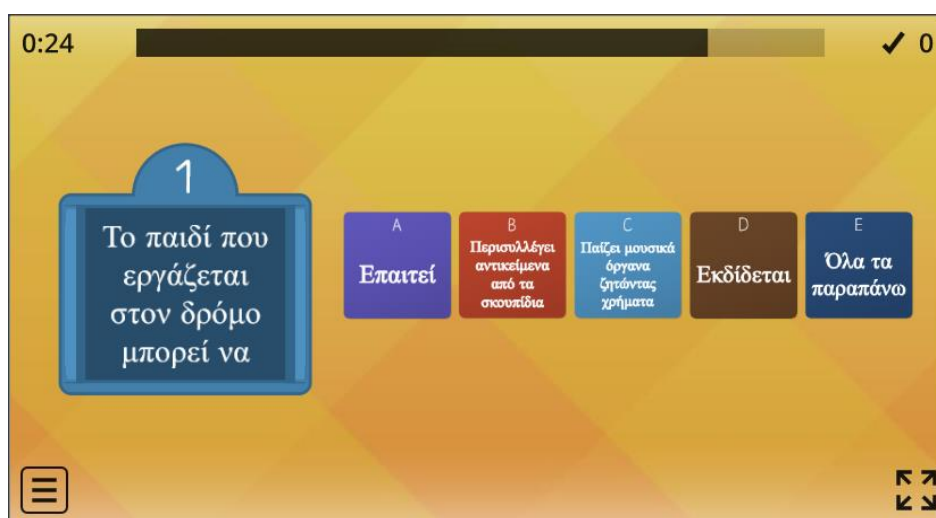 0:24
✓ 0
1
Το παιδί που
εργάζεται
στον δρόμο
μπορεί να
A
Επαιτεί
B
Περισυλλέγει
αντικείμενα
από τα
σκουπίδια
C
Παίζει μουσικά
όργανα
ζητώντας
χρήματα
D
Εκδίδεται
E
Όλα τα
παραπάνω